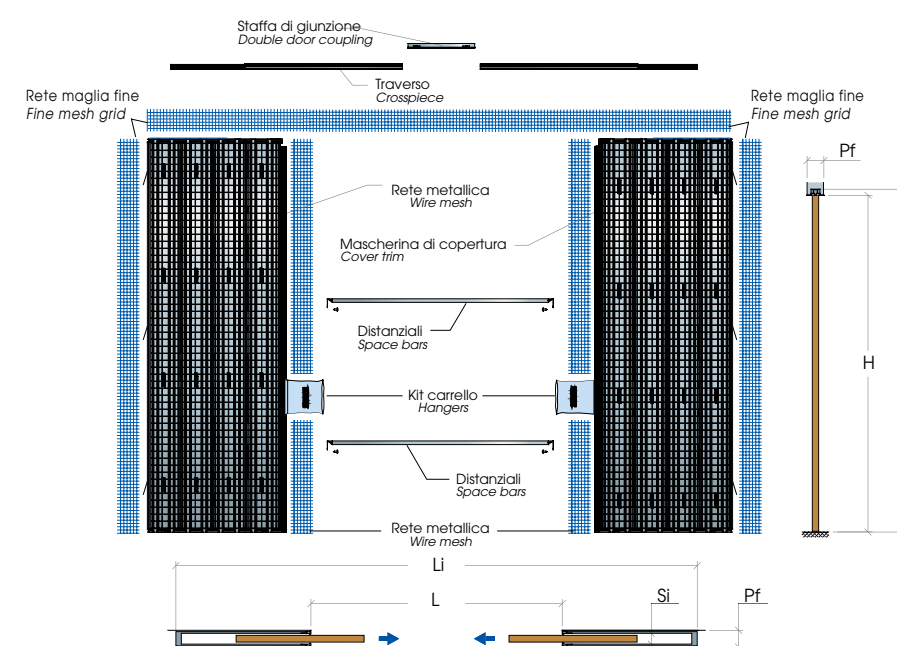 Staffa di giunzione
Double door coupling
Traverso
Crosspiece
Rete maglia fine
Fine mesh grid
Rete maglia fine
Fine mesh grid
Pf
Rete metallica
Wire mesh
Mascherina di copertura
Cover trim
Distanziali
Space bars
H
Kit carrello
Hangers
Distanziali
Space bars
Rete metallica
Wire mesh
Li
L
Si
Pf